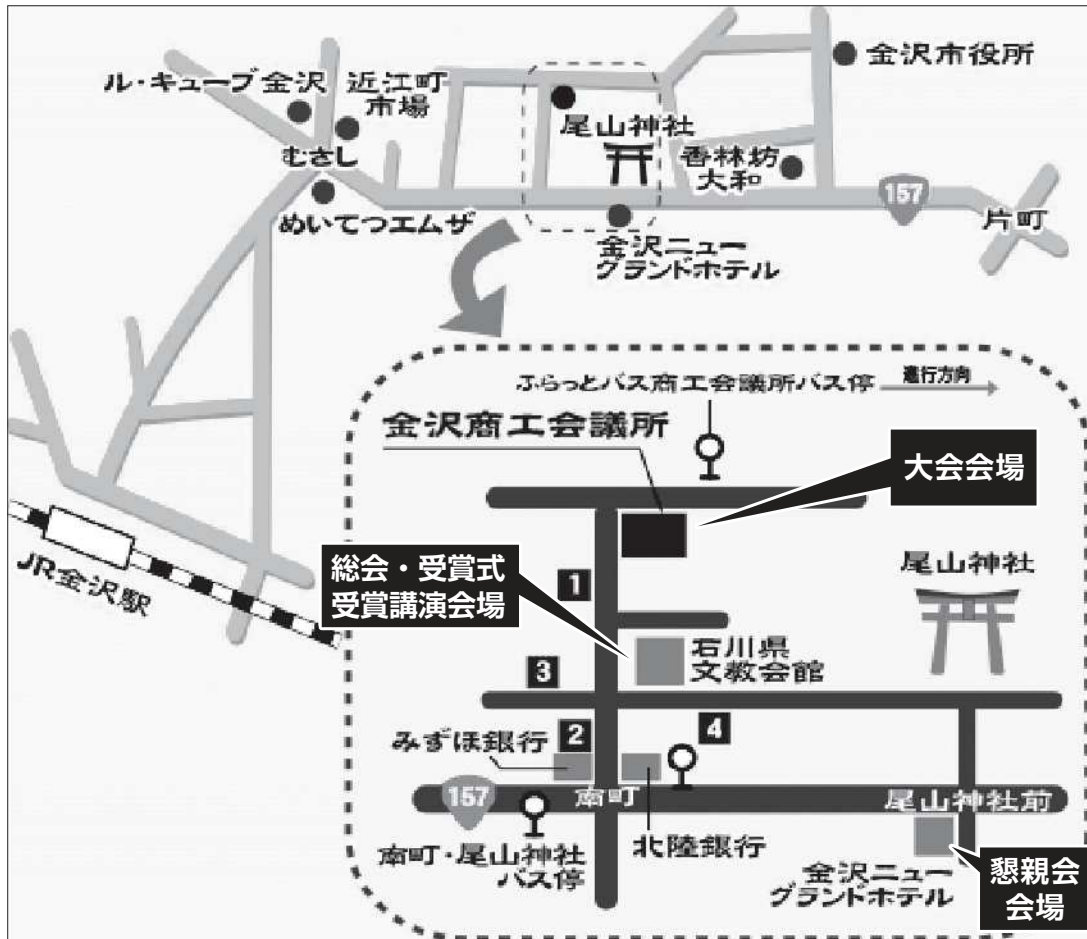 金沢市役所
ル・キューブ金沢
近江町
市場
尾山神社
香林坊
大和
むさし
めいてつエムザ
157
片町
金沢ニュー
グランドホテル
ふらっとバス商工会議所バス停
進行方向
金沢商工会議所
大会会場
JR金沢駅
総会・受賞式
受賞講演会場
1
尾山神社
石川県
文教会館
3
みずほ銀行
2
4
157
南町
尾山神社前
南町・尾山神社
バス停
北陸銀行
金沢ニュー
グランドホテル
懇親会
会場